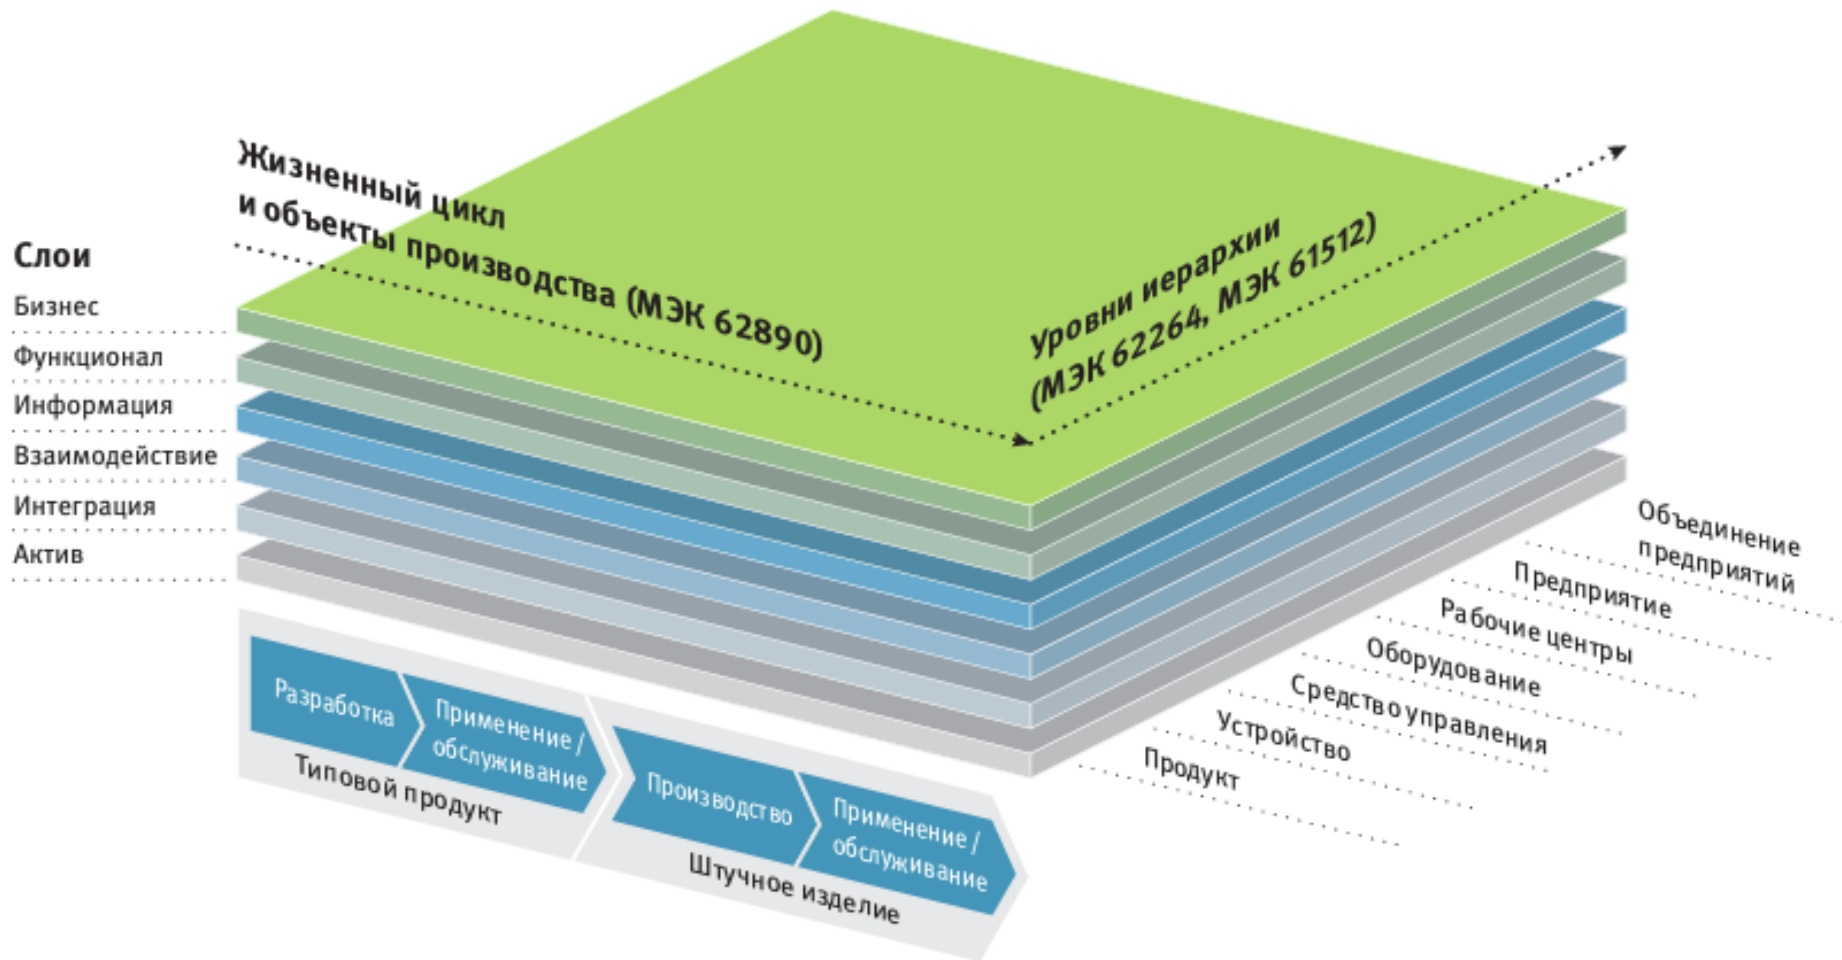 Жизненный цикл
и объекты производства (МЭК 62890)
Уровни иерархии
(МЭК 62264, МЭК 61512)
Слои
Бизнес
Функционал
Информация
Взаимодействие
Интеграция
Актив
Объединение
предприятий
Предприятие
Рабочие центры
Оборудование
Средство управления
Устройство
Продукт
Разработка
Применение /
обслуживание
Типовой продукт
Производство
Применение /
обслуживание
Штучное изделие